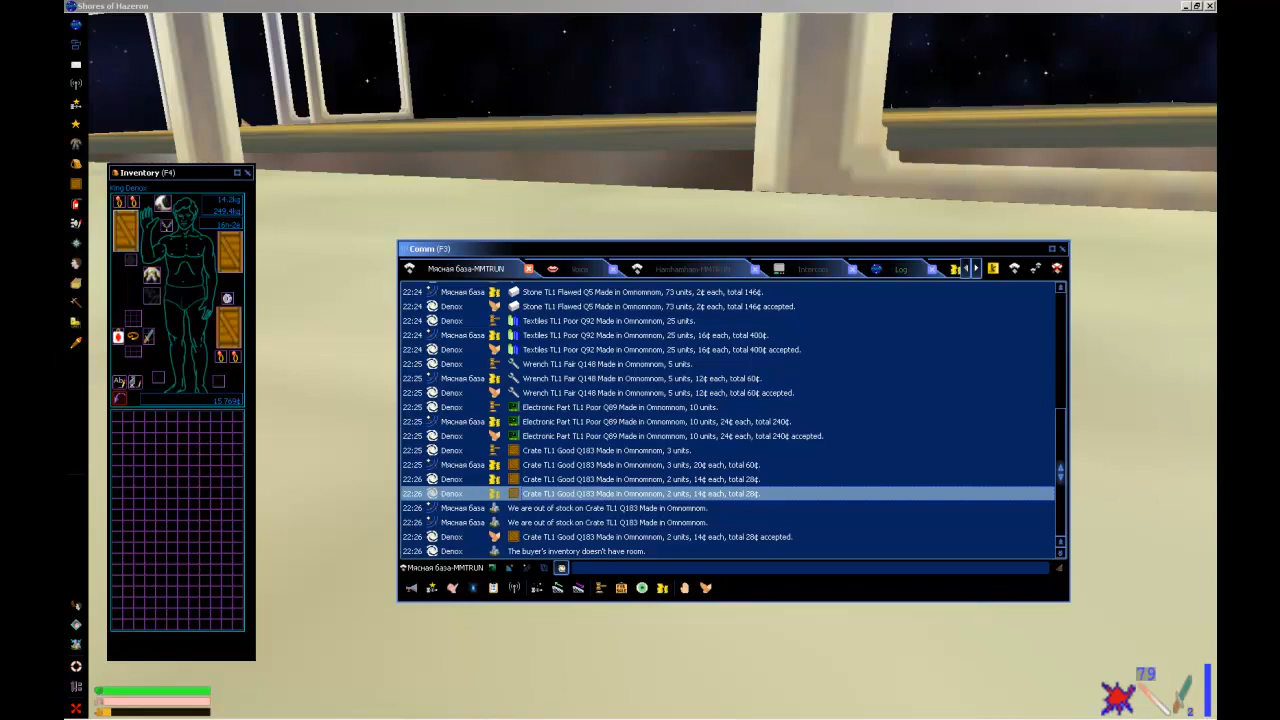 Shores of Hazeron
Inventory (F4)
King Denox
14.2kg
249.4kg
15 769¢
Comm (F3)
Мясная база-MMTRUN
Voice
Intercom
Log
22:24 Мясная база Stone TL1 Flawed Q5 Made in Omnomnom, 73 units, 2¢ each, total 146¢.
22:24 Denox Stone TL1 Flawed Q5 Made in Omnomnom, 73 units, 2¢ each, total 146¢ accepted.
22:24 Denox Textiles TL1 Poor Q92 Made in Omnomnom, 25 units.
22:24 Мясная база Textiles TL1 Poor Q92 Made in Omnomnom, 25 units, 16¢ each, total 400¢.
22:24 Denox Textiles TL1 Poor Q92 Made in Omnomnom, 25 units, 16¢ each, total 400¢ accepted.
22:25 Denox Wrench TL1 Fair Q148 Made in Omnomnom, 5 units.
22:25 Мясная база Wrench TL1 Fair Q148 Made in Omnomnom, 5 units, 12¢ each, total 60¢.
22:25 Denox Wrench TL1 Fair Q148 Made in Omnomnom, 5 units, 12¢ each, total 60¢ accepted.
22:25 Denox Electronic Part TL1 Poor Q89 Made in Omnomnom, 10 units.
22:25 Мясная база Electronic Part TL1 Poor Q89 Made in Omnomnom, 10 units, 24¢ each, total 240¢.
22:25 Denox Electronic Part TL1 Poor Q89 Made in Omnomnom, 10 units, 24¢ each, total 240¢ accepted.
22:25 Denox Crate TL1 Good Q183 Made in Omnomnom, 3 units.
22:25 Мясная база Crate TL1 Good Q183 Made in Omnomnom, 3 units, 20¢ each, total 60¢.
22:26 Denox Crate TL1 Good Q183 Made in Omnomnom, 2 units, 14¢ each, total 28¢.
22:26 Denox Crate TL1 Good Q183 Made in Omnomnom, 2 units, 14¢ each, total 28¢.
22:26 Мясная база We are out of stock on Crate TL1 Q183 Made in Omnomnom.
22:26 Мясная база We are out of stock on Crate TL1 Q183 Made in Omnomnom.
22:26 Denox Crate TL1 Good Q183 Made in Omnomnom, 2 units, 14¢ each, total 28¢ accepted.
22:26 Denox The buyer's inventory doesn't have room.
Мясная база-MMTRUN
79
2